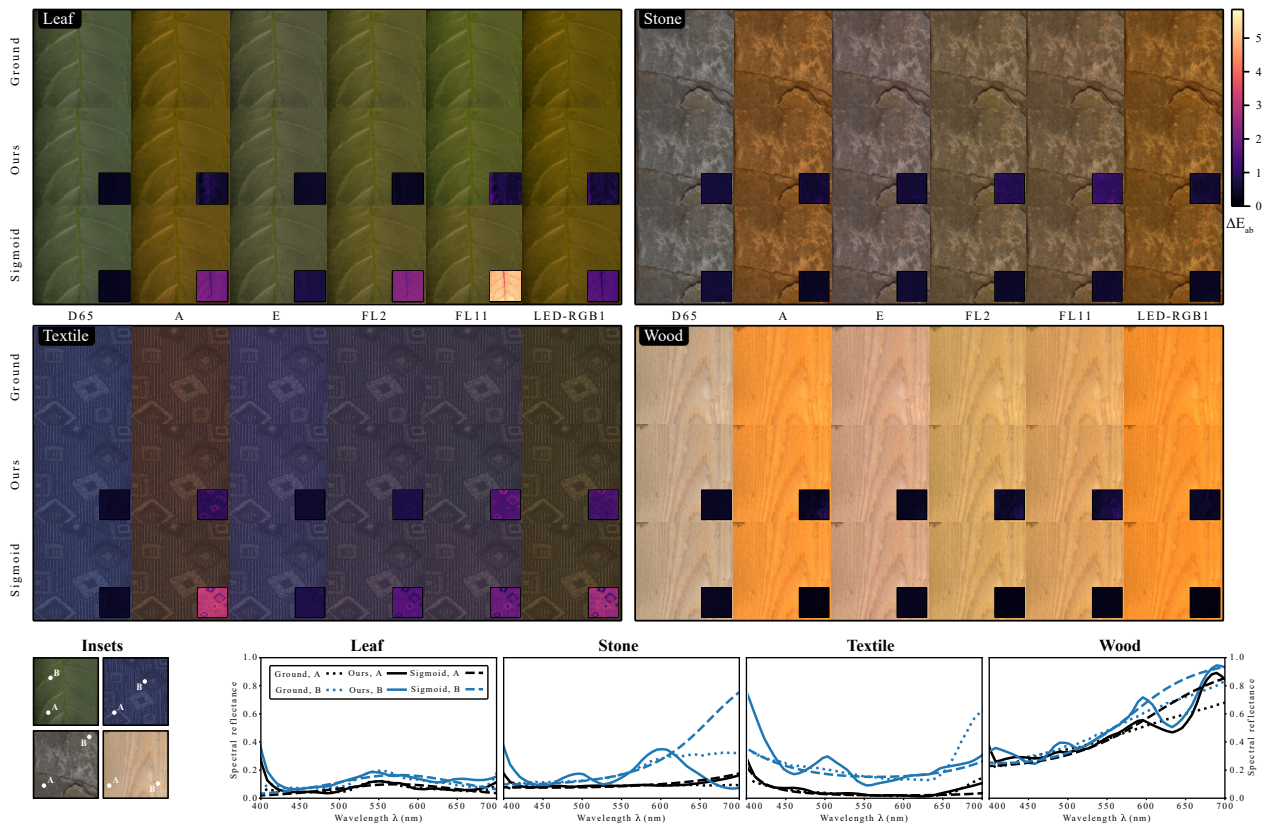 Leaf
Stone
Ground
Ours
Sigmoid
5
4
3
2
1
0
ΔEab
D65 A E FL2 FL11 LED-RGB1
D65 A E FL2 FL11 LED-RGB1
Textile
Wood
Ground
Ours
Sigmoid
Insets
Leaf
Stone
Textile
Wood
B
A
B
A
B
A
A
B
1.0
0.8
0.6
0.4
0.2
0.0
Spectral reflectance
Ground, A Ours, A Sigmoid, A
Ground, B Ours, B Sigmoid, B
400 450 500 550 600 650 700
Wavelength λ (nm)
400 450 500 550 600 650 700
Wavelength λ (nm)
400 450 500 550 600 650 700
Wavelength λ (nm)
400 450 500 550 600 650 700
Wavelength λ (nm)
1.0
0.8
0.6
0.4
0.2
0.0
Spectral reflectance